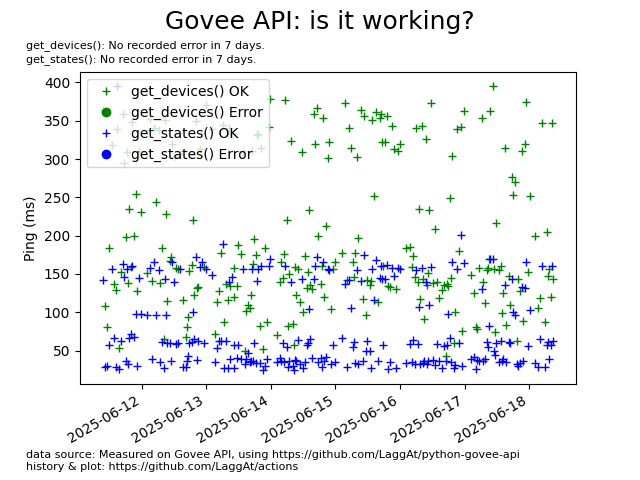 Govee API: is it working?
get_devices(): No recorded error in 7 days.
get_states(): No recorded error in 7 days.
get_devices() OK
get_devices() Error
get_states() OK
get_states() Error
Ping (ms)
400
350
300
250
200
150
100
50
2025-06-12
2025-06-13
2025-06-14
2025-06-15
2025-06-16
2025-06-17
2025-06-18
data source: Measured on Govee API, using https://github.com/LaggAt/python-govee-api
history & plot: https://github.com/LaggAt/actions